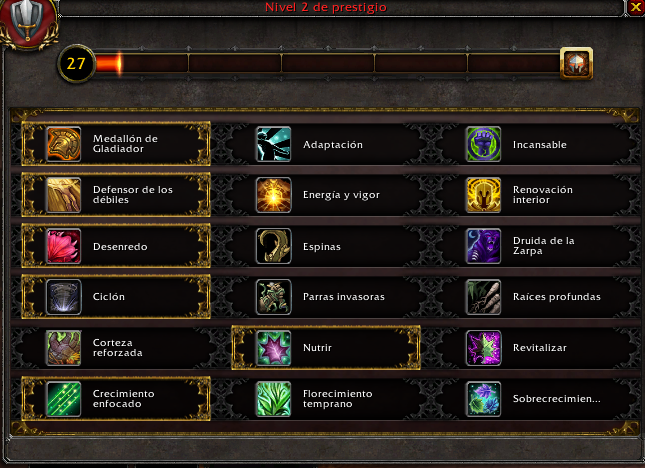 Nivel 2 de prestigio
27
Medallón de
Gladiador
Adaptación
Incansable
Defensor de los
débiles
Energía y vigor
Renovación
interior
Desenredo
Espinas
Druida de la
Zarpa
Ciclón
Parras invasoras
Raíces profundas
Corteza
reforzada
Nutrir
Revitalizar
Crecimiento
enfocado
Florecimiento
temprano
Sobrecrecimien...